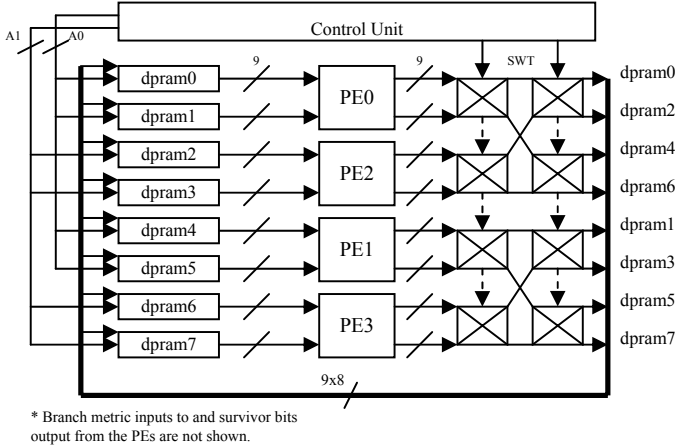 Control Unit
A1 A0
9 9 SWT
dpram0 PE0 dpram0
dpram1 dpram2
dpram2 PE2 dpram4
dpram3 dpram6
dpram4 PE1 dpram1
dpram5 dpram3
dpram6 PE3 dpram5
dpram7 dpram7
9x8
* Branch metric inputs to and survivor bits
output from the PEs are not shown.